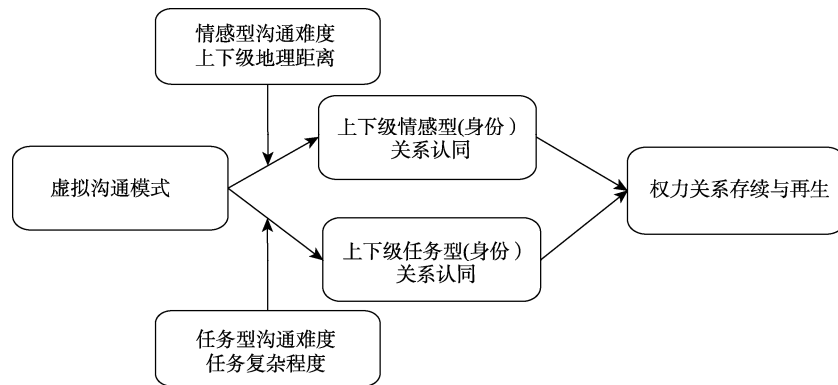 情感型沟通难度
上下级地理距离
上下级情感型(身份）
关系认同
虚拟沟通模式
权力关系存续与再生
上下级任务型(身份）
关系认同
任务型沟通难度
任务复杂程度